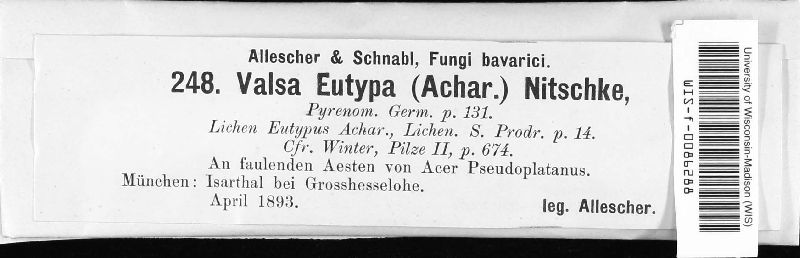 Allescher & Schnabl, Fungi bavarici.
248. Valsa Eutypa (Achar.) Nitschke,
Pyrenom. Germ. p. 131.
Lichen Eutypus Achar., Lichen. S. Prodr. p. 14.
Cfr. Winter, Pilze II, p. 674.
An faulenden Aesten von Acer Pseudoplatanus.
München: Isarthal bei Grosshesselohe.
April 1893.
leg. Allescher.
University of Wisconsin-Madison (WIS)
WIS-f-0086288